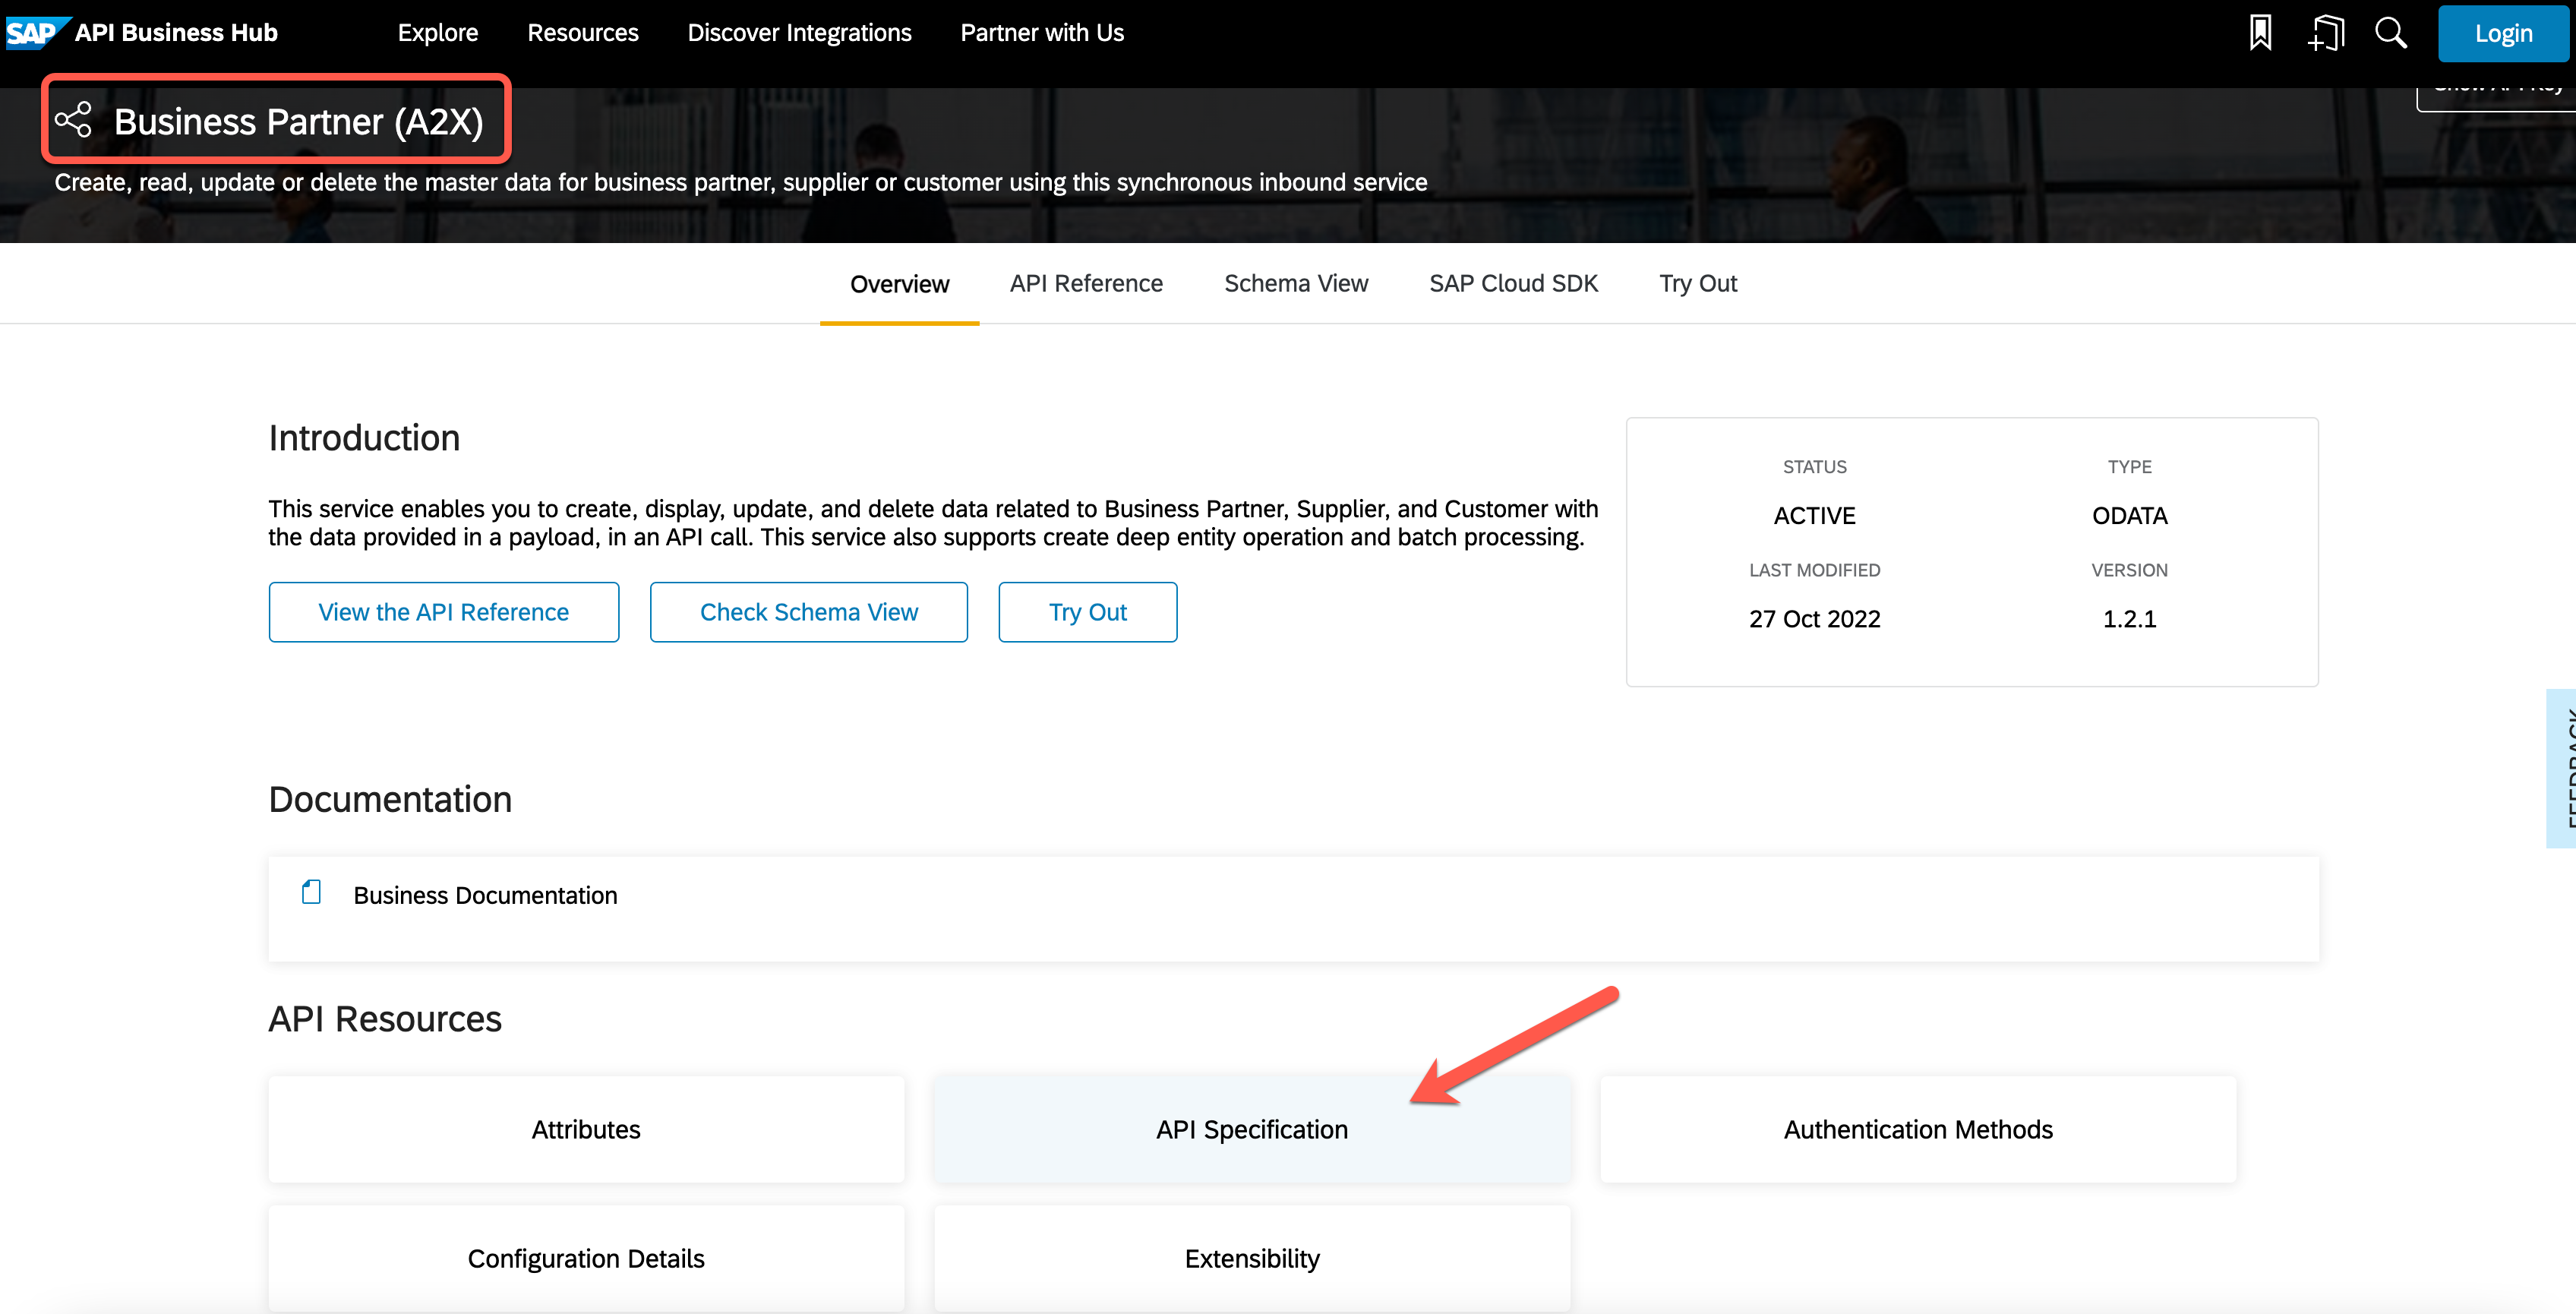 SAP API Business Hub Explore Resources Discover Integrations Partner with Us Login
Business Partner (A2X)
Create, read, update or delete the master data for business partner, supplier or customer using this synchronous inbound service
Overview API Reference Schema View SAP Cloud SDK Try Out
Introduction
This service enables you to create, display, update, and delete data related to Business Partner, Supplier, and Customer with
the data provided in a payload, in an API call. This service also supports create deep entity operation and batch processing.
View the API Reference Check Schema View Try Out
STATUS TYPE
ACTIVE ODATA
LAST MODIFIED VERSION
27 Oct 2022 1.2.1
FEEDBACK
Documentation
Business Documentation
API Resources
Attributes API Specification Authentication Methods
Configuration Details Extensibility